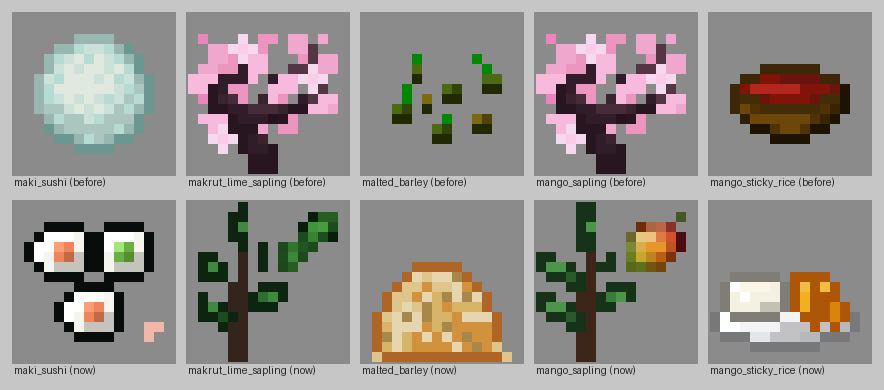 maki_sushi (before)
makrut_lime_sapling (before)
malted_barley (before)
mango_sapling (before)
mango_sticky_rice (before)
maki_sushi (now)
makrut_lime_sapling (now)
malted_barley (now)
mango_sapling (now)
mango_sticky_rice (now)